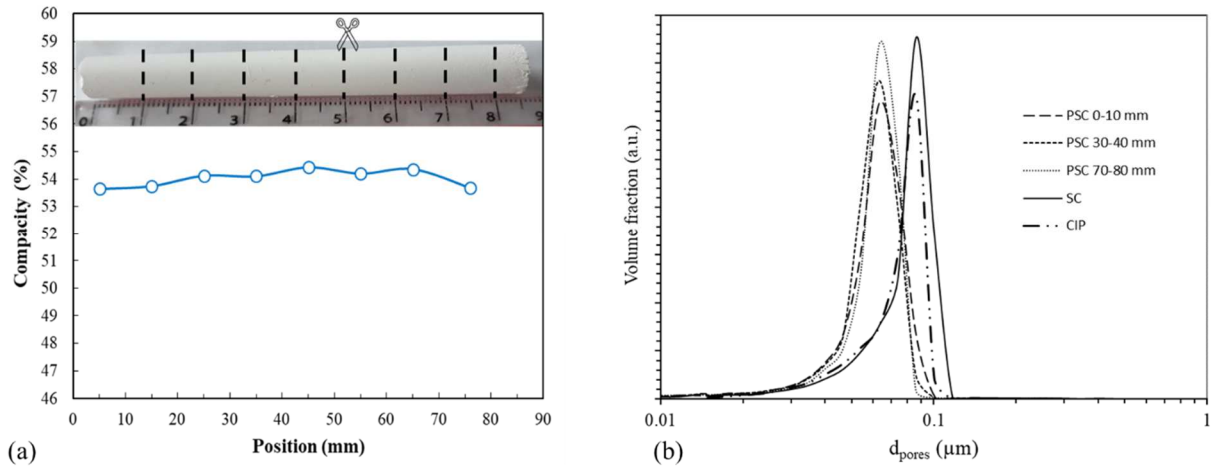 60
59
58
57
56
55
54
53
52
51
50
49
48
47
46
Compacity (%)
0 1 2 3 4 5 6 7 8 9
0 10 20 30 40 50 60 70 80 90
Position (mm)
(a)
Volume fraction (a.u.)
PSC 0-10 mm
PSC 30-40 mm
PSC 70-80 mm
SC
CIP
0.01 0.1 1
dpores (µm)
(b)